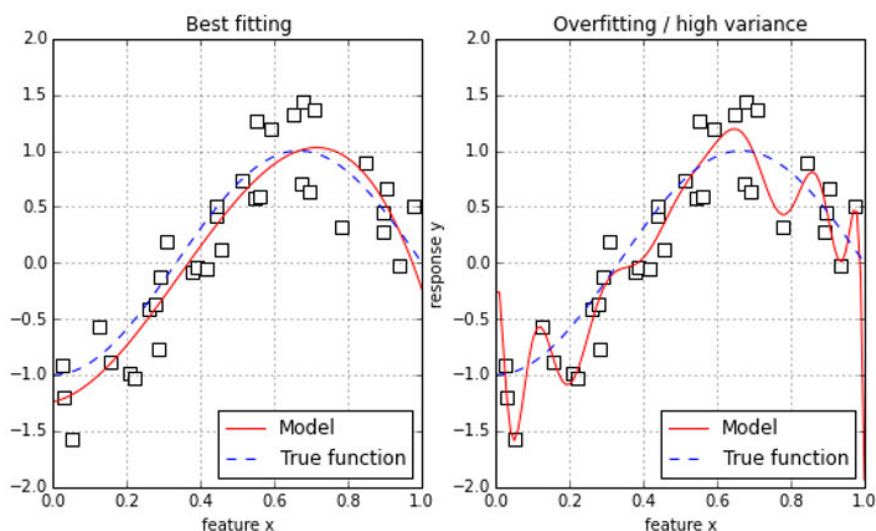 Best fitting
2.0
1.5
1.0
0.5
0.0
−0.5
−1.0
−1.5
−2.0
0.0 0.2 0.4 0.6 0.8 1.0
feature x
Model
True function
Overfitting / high variance
response y
2.0
1.5
1.0
0.5
0.0
−0.5
−1.0
−1.5
−2.0
0.0 0.2 0.4 0.6 0.8 1.0
feature x
Model
True function